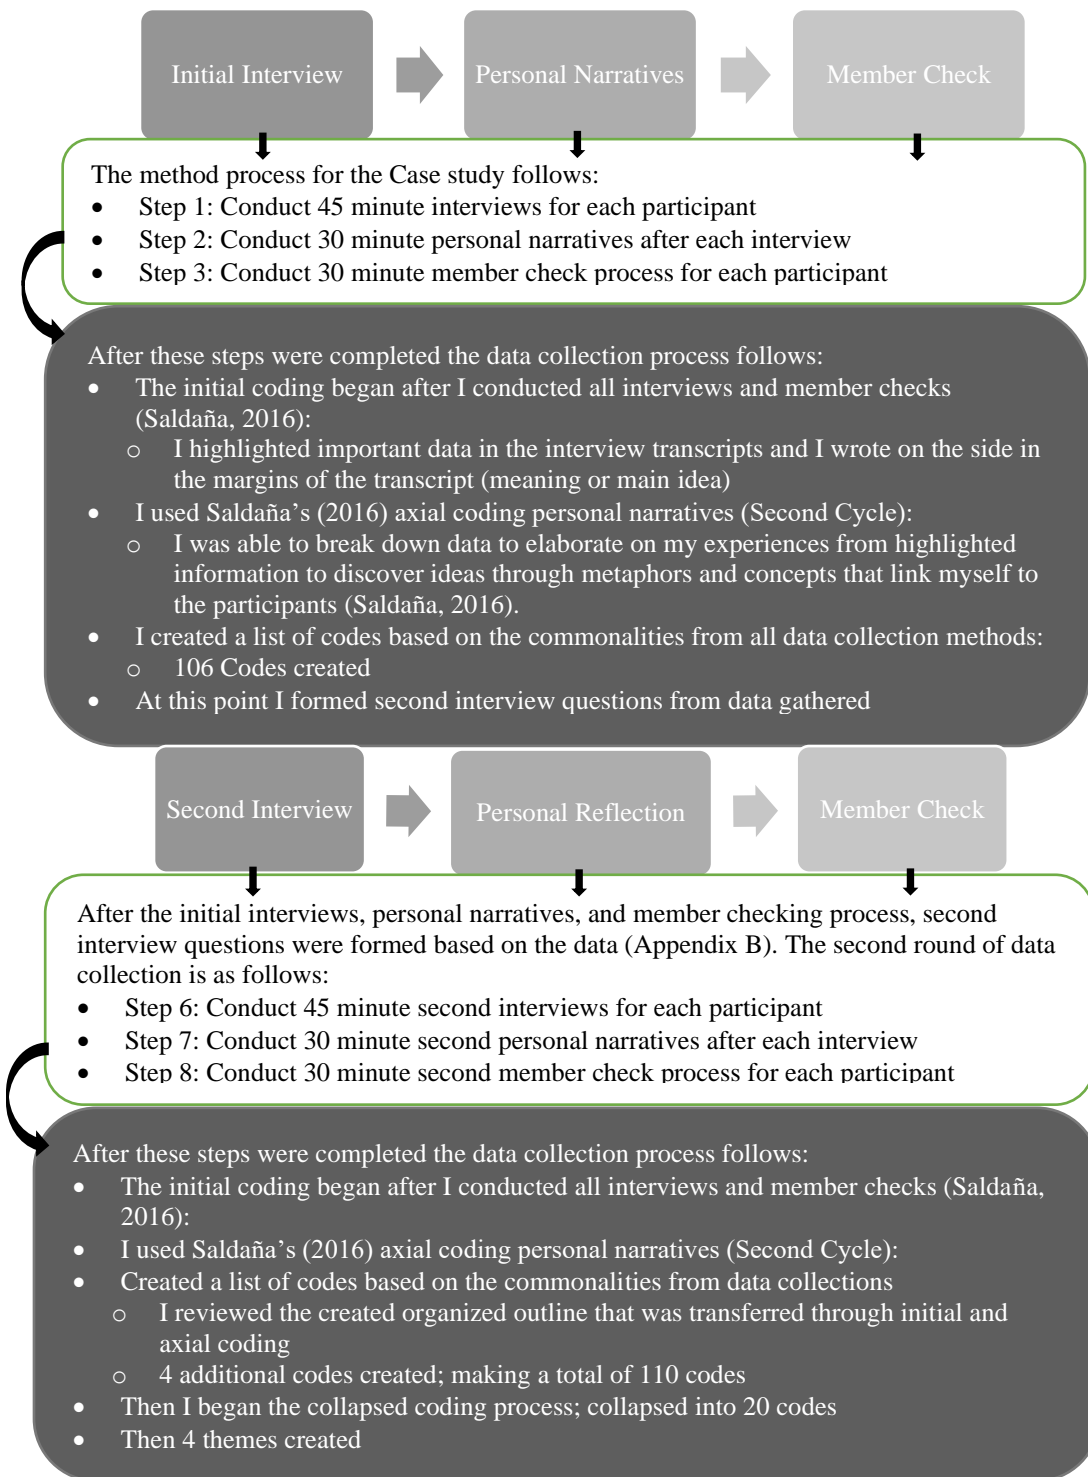 Initial Interview
Personal Narratives
Member Check
The method process for the Case study follows:
• Step 1: Conduct 45 minute interviews for each participant
• Step 2: Conduct 30 minute personal narratives after each interview
• Step 3: Conduct 30 minute member check process for each participant
After these steps were completed the data collection process follows:
• The initial coding began after I conducted all interviews and member checks
(Saldaña, 2016):
o I highlighted important data in the interview transcripts and I wrote on the side in
the margins of the transcript (meaning or main idea)
• I used Saldaña’s (2016) axial coding personal narratives (Second Cycle):
o I was able to break down data to elaborate on my experiences from highlighted
information to discover ideas through metaphors and concepts that link myself to
the participants (Saldaña, 2016).
• I created a list of codes based on the commonalities from all data collection methods:
o 106 Codes created
• At this point I formed second interview questions from data gathered
Second Interview
Personal Reflection
Member Check
After the initial interviews, personal narratives, and member checking process, second
interview questions were formed based on the data (Appendix B). The second round of data
collection is as follows:
• Step 6: Conduct 45 minute second interviews for each participant
• Step 7: Conduct 30 minute second personal narratives after each interview
• Step 8: Conduct 30 minute second member check process for each participant
After these steps were completed the data collection process follows:
• The initial coding began after I conducted all interviews and member checks (Saldaña,
2016):
• I used Saldaña’s (2016) axial coding personal narratives (Second Cycle):
• Created a list of codes based on the commonalities from data collections
o I reviewed the created organized outline that was transferred through initial and
axial coding
o 4 additional codes created; making a total of 110 codes
• Then I began the collapsed coding process; collapsed into 20 codes
• Then 4 themes created